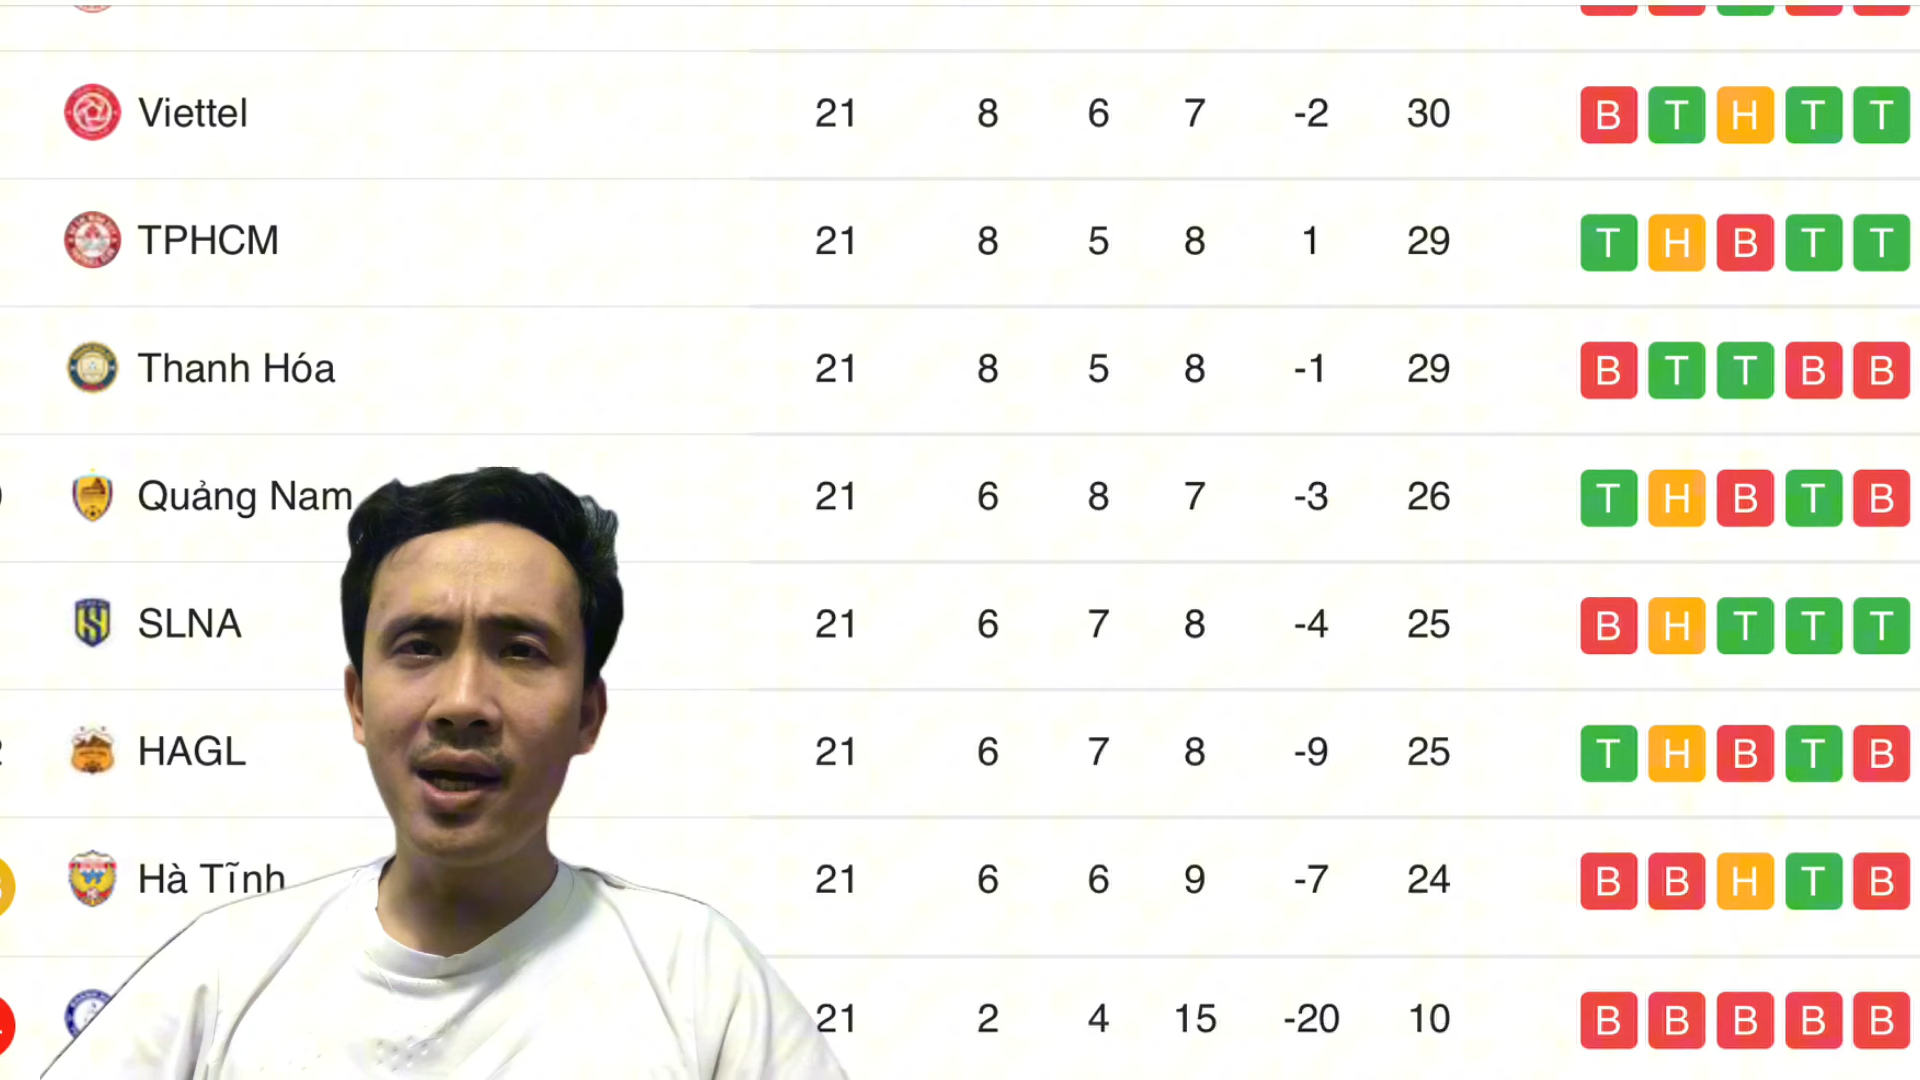 Viettel 21 8 6 7 -2 30 B T H T T
TPHCM 21 8 5 8 1 29 T H B T T
Thanh Hóa 21 8 5 8 -1 29 B T T B B
Quảng Nam 21 6 8 7 -3 26 T H B T B
SLNA 21 6 7 8 -4 25 B H T T T
HAGL 21 6 7 8 -9 25 T H B T B
Hà Tĩnh 21 6 6 9 -7 24 B B H T B
21 2 4 15 -20 10 B B B B B